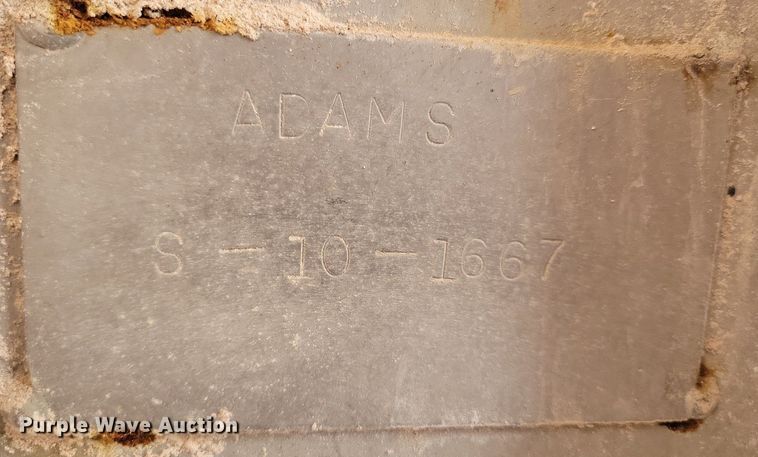 ADAMS
S-10-1667
Purple Wave Auction